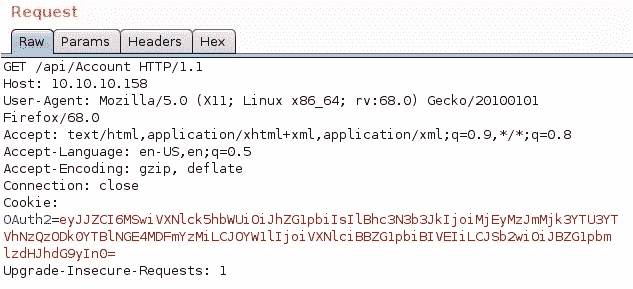 Request
Raw
Params
Headers
Hex
GET /api/Account HTTP/1.1
Host: 10.10.10.158
User-Agent: Mozilla/5.0 (X11; Linux x86_64; rv:68.0) Gecko/20100101
Firefox/68.0
Accept: text/html,application/xhtml+xml,application/xml;q=0.9,*/*;q=0.8
Accept-Language: en-US,en;q=0.5
Accept-Encoding: gzip, deflate
Connection: close
Cookie:
OAuth2=eyJJZCI6MSwiVXNlck5hbWUiOiJhZG1pbiIsIlBhc3N3b3JkIjoiMjEyMzJmMjk3YTU3YT
VhNzQzODk0YTBlNGE4MDFmYzMiLCJOYW1lIjoiVXNlciBBZG1pbiBIVEIiLCJSb2wiOiJBZG1pbm
lzdHJhdG9yIn0=
Upgrade-Insecure-Requests: 1